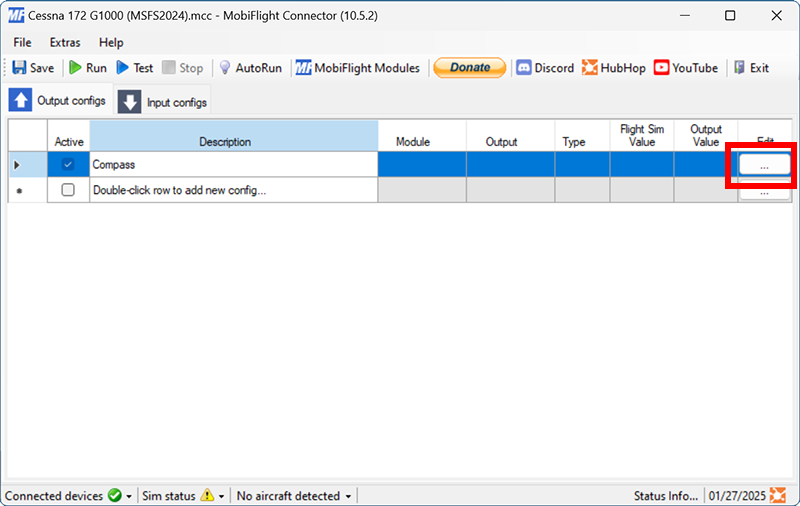 MF Cessna 172 G1000 (MSFS2024).mcc - MobiFlight Connector (10.5.2)
File Extras Help
Save Run Test Stop AutoRun MF MobiFlight Modules Donate Discord HubHop YouTube Exit
Output configs Input configs
Active Description Module Output Type Flight Sim Value Output Value Edit
Compass ...
* Double-click row to add new config... ...
Connected devices Sim status No aircraft detected Status Info... 01/27/2025